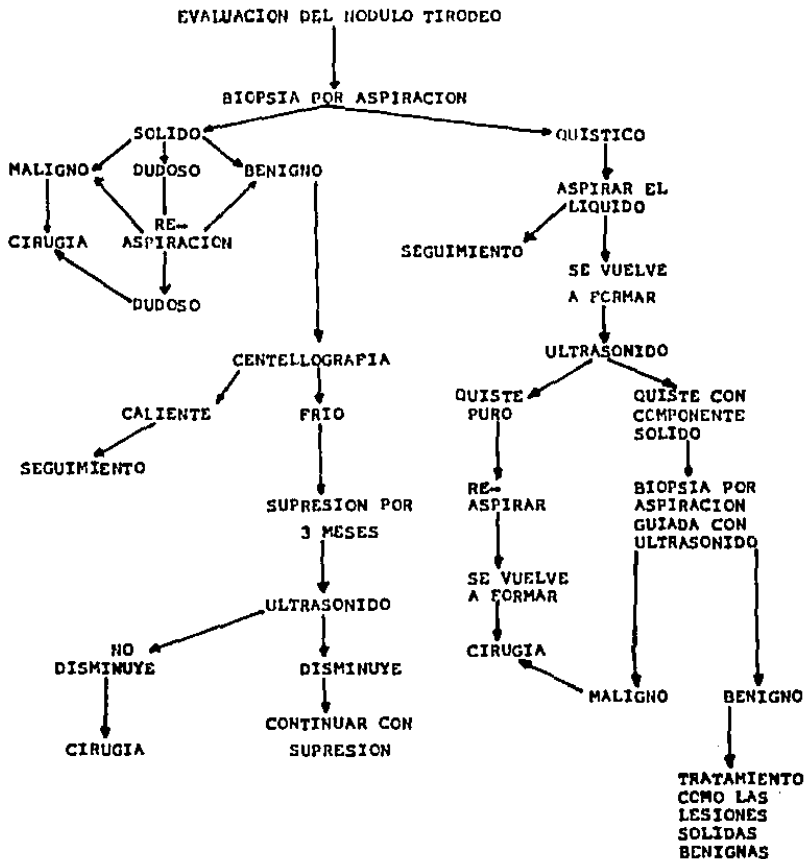 EVALUACION DEL NODULO TIRODEO
BIOPSIA POR ASPIRACION
SOLIDO
QUISTICO
MALIGNO
DUDOSO
BENIGNO
ASPIRAR EL
LIQUIDO
CIRUGIA
RE-
ASPIRACION
SEGUIMIENTO
DUDOSO
SE VUELVE
A FORMAR
CENTELLOGRAFIA
ULTRASONIDO
CALIENTE
FRIO
QUISTE
PURO
QUISTE CON
COMPONENTE
SOLIDO
SEGUIMIENTO
SUPRESION POR
3 MESES
RE-
ASPIRAR
BIOPSIA POR
ASPIRACION
GUIADA CON
ULTRASONIDO
ULTRASONIDO
SE VUELVE
A FORMAR
NO
DISMINUYE
DISMINUYE
CIRUGIA
CIRUGIA
CONTINUAR CON
SUPRESION
MALIGNO
BENIGNO
TRATAMIENTO
COMO LAS
LESIONES
SOLIDAS
BENIGNAS